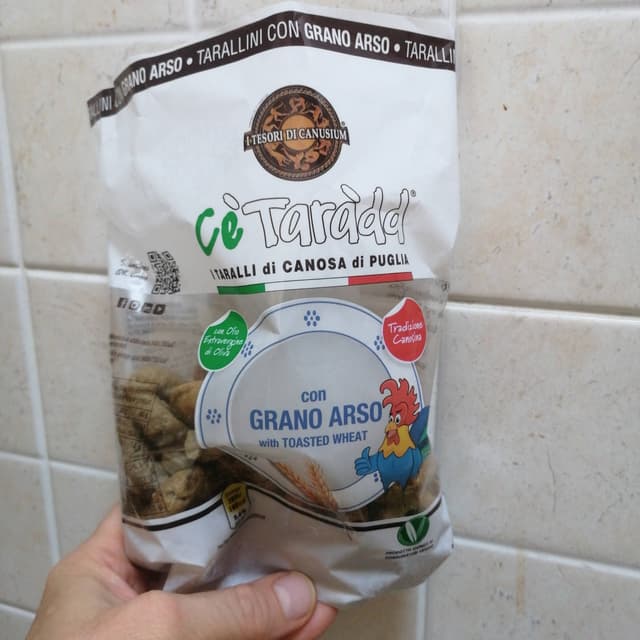 GRANO ARSO • TARALLINI CON GRANO ARSO • TARALLINI
I TESORI DI CANUSIUM
cè Taràdd®
I TARALLI di CANOSA di PUGLIA
con Olio
Extravergine
di Oliva
Tradizione
Canosina
con
GRANO ARSO
with TOASTED WHEAT